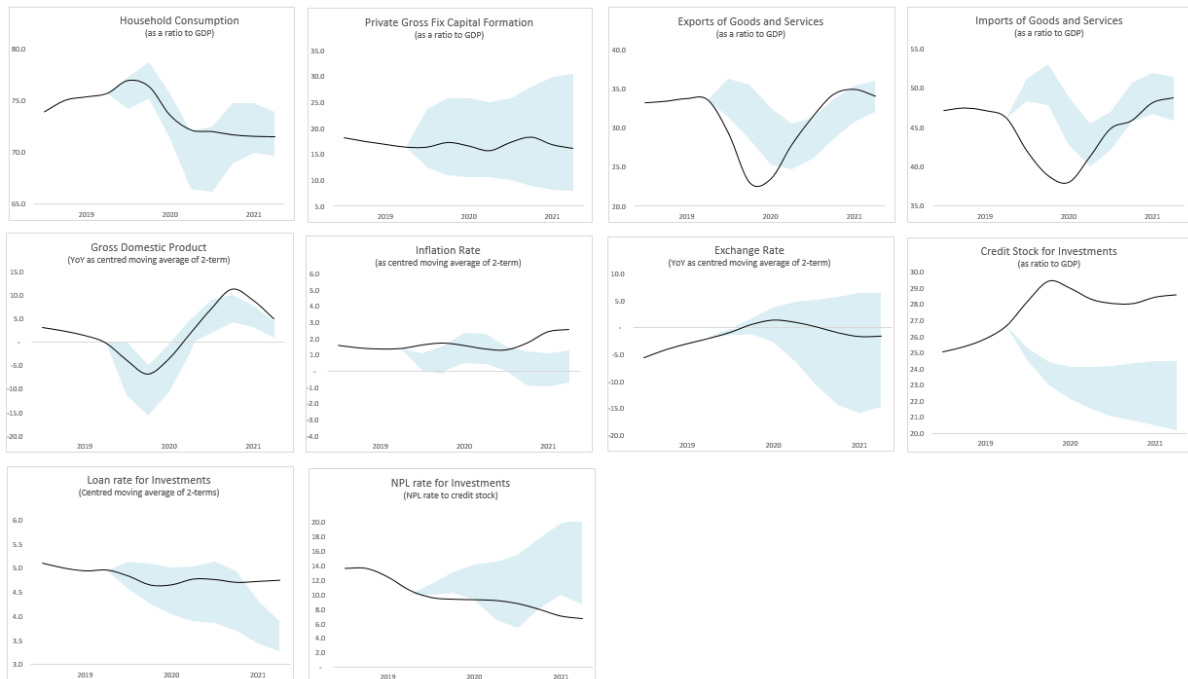 Household Consumption
(as a ratio to GDP)
80.0
75.0
70.0
65.0
2019 2020 2021
Private Gross Fix Capital Formation
(as a ratio to GDP)
35.0
30.0
25.0
20.0
15.0
10.0
5.0
2019 2020 2021
Exports of Goods and Services
(as a ratio to GDP)
40.0
35.0
30.0
25.0
20.0
2019 2020 2021
Imports of Goods and Services
(as a ratio to GDP)
55.0
50.0
45.0
40.0
35.0
2019 2020 2021
Gross Domestic Product
(YoY as centred moving average of 2-term)
15.0
10.0
5.0
-
-5.0
-10.0
-15.0
-20.0
2019 2020 2021
Inflation Rate
(as centred moving average of 2-term)
6.0
5.0
4.0
3.0
2.0
1.0
-
-1.0
-2.0
-3.0
-4.0
2019 2020 2021
Exchange Rate
(YoY as centred moving average of 2-term)
10.0
5.0
-
-5.0
-10.0
-15.0
-20.0
2019 2020 2021
Credit Stock for Investments
(as ratio to GDP)
30.0
29.0
28.0
27.0
26.0
25.0
24.0
23.0
22.0
21.0
20.0
2019 2020 2021
Loan rate for Investments
(Centred moving average of 2-terms)
6.0
5.5
5.0
4.5
4.0
3.5
3.0
2019 2020 2021
NPL rate for Investments
(NPL rate to credit stock)
20.0
18.0
16.0
14.0
12.0
10.0
8.0
6.0
4.0
2.0
-
2019 2020 2021